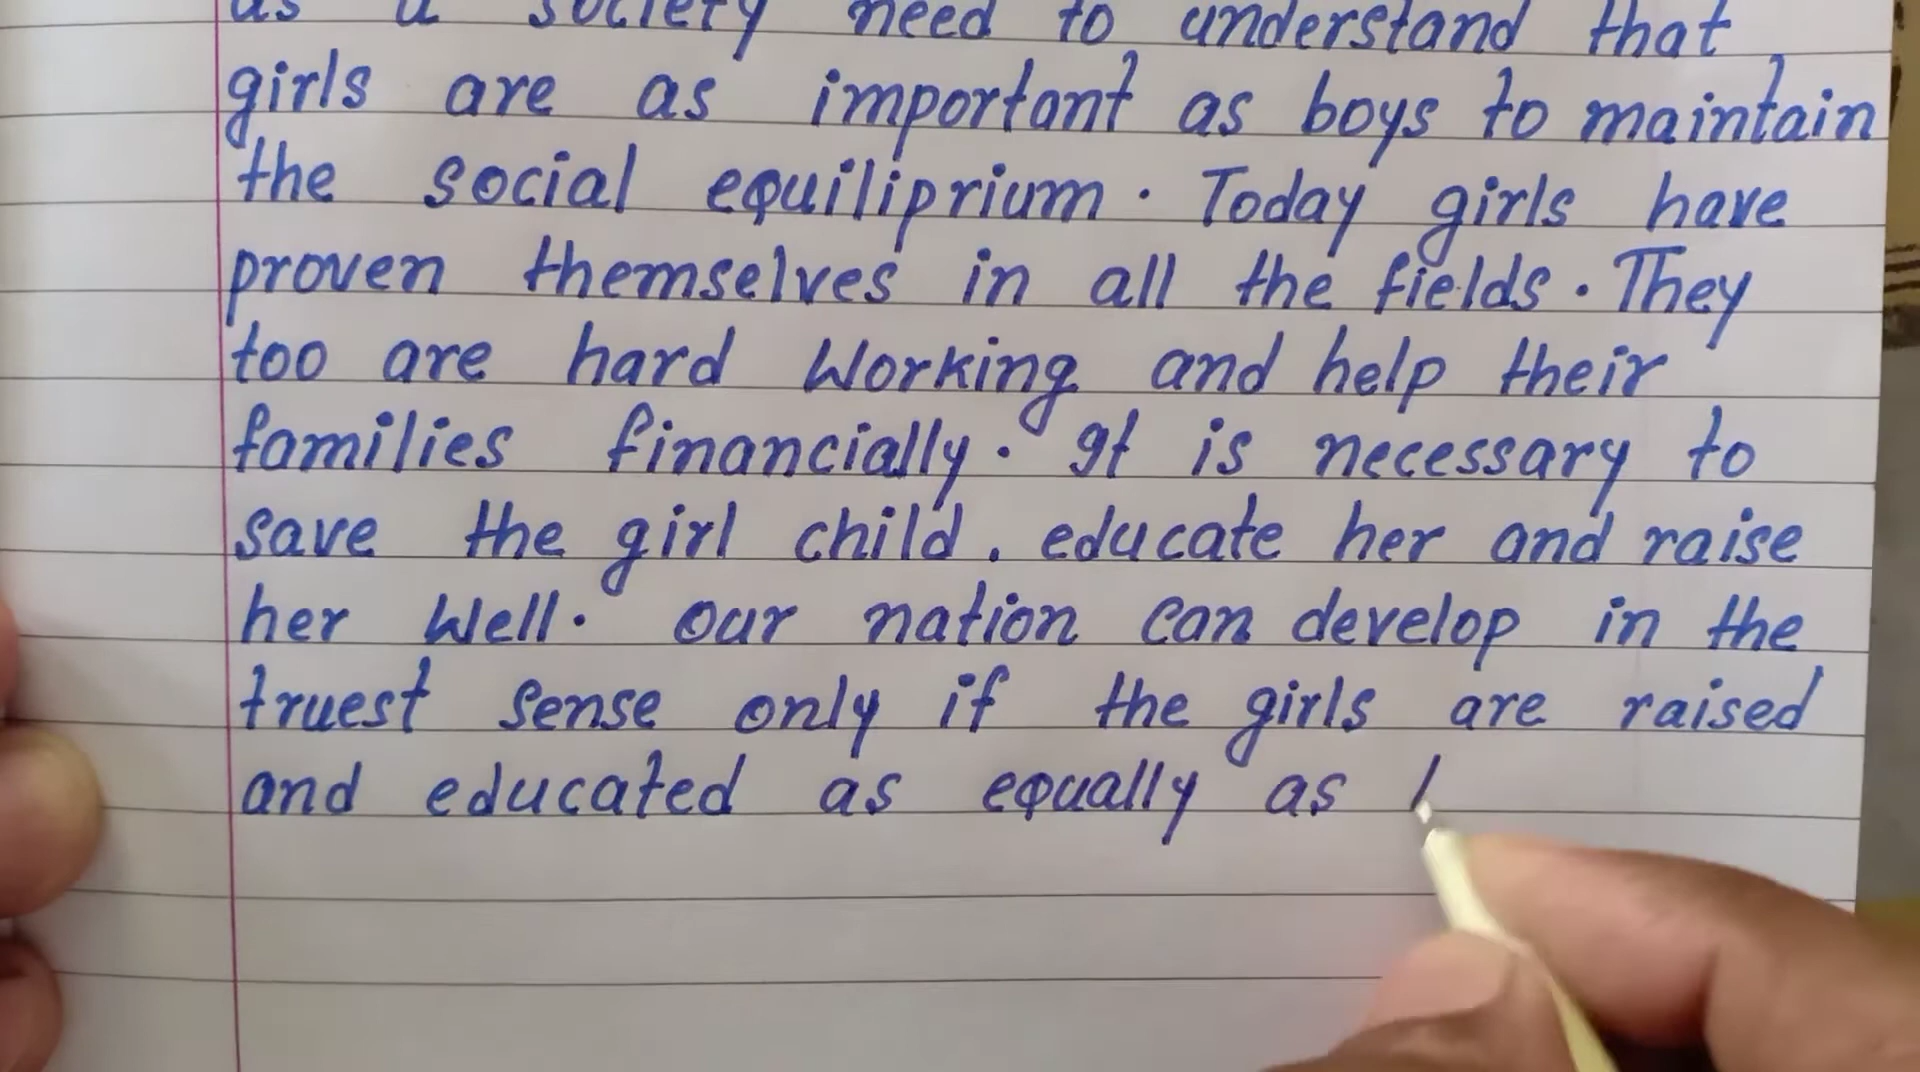 as a society need to understand that
girls are as important as boys to maintain
the social equiliprium. Today girls have
proven themselves in all the fields. They
too are hard Working and help their
families financially. It is necessary to
save the girl child. educate her and raise
her Well. our nation can develop in the
truest sense only if the girls are raised
and educated as equally as